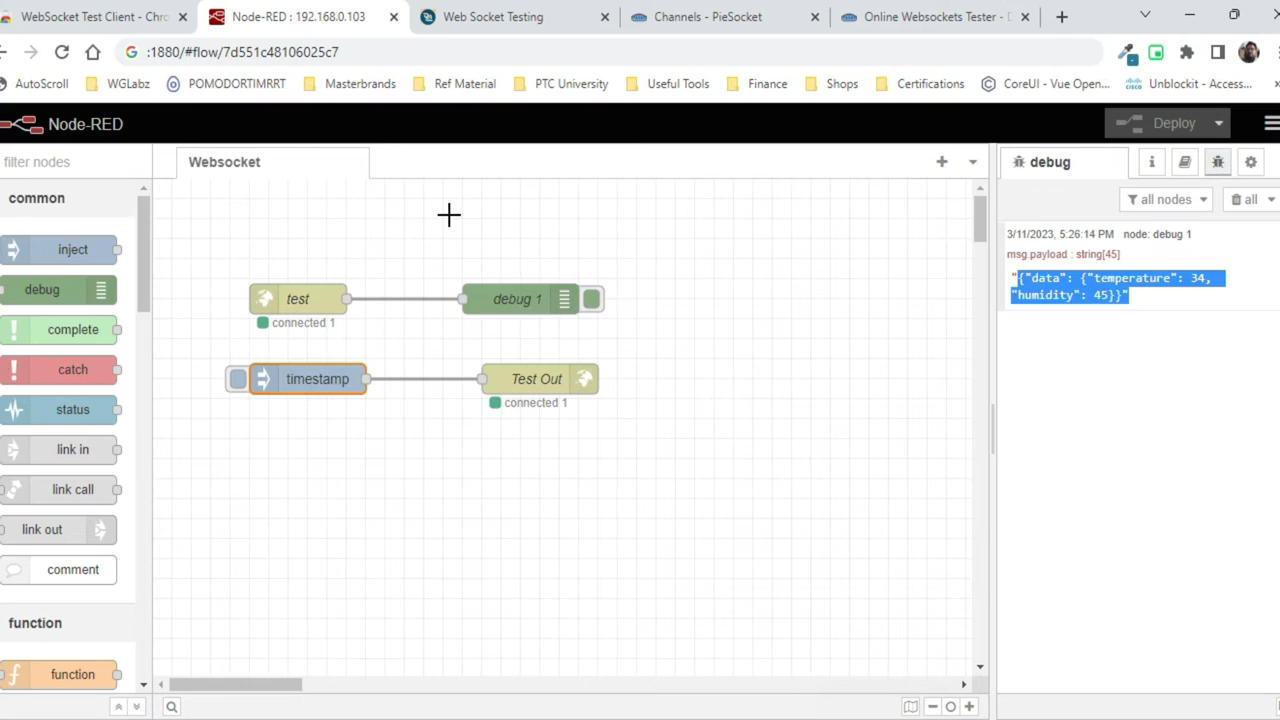 WebSocket Test Client - Chro
Node-RED : 192.168.0.103
Web Socket Testing
Channels - PieSocket
Online Websockets Tester - D
:1880/#flow/7d551c48106025c7
AutoScroll
WGLabz
POMODORTIMRRT
Masterbrands
Ref Material
PTC University
Useful Tools
Finance
Shops
Certifications
CoreUI - Vue Open...
Unblockit - Access...
Node-RED
Deploy
filter nodes
Websocket
debug
common
all nodes
all
inject
debug
complete
catch
status
link in
link call
link out
comment
function
function
test
connected 1
debug 1
timestamp
Test Out
connected 1
3/11/2023, 5:26:14 PM node: debug 1
msg.payload : string[45]
"{"data": {"temperature": 34,
"humidity": 45}}"